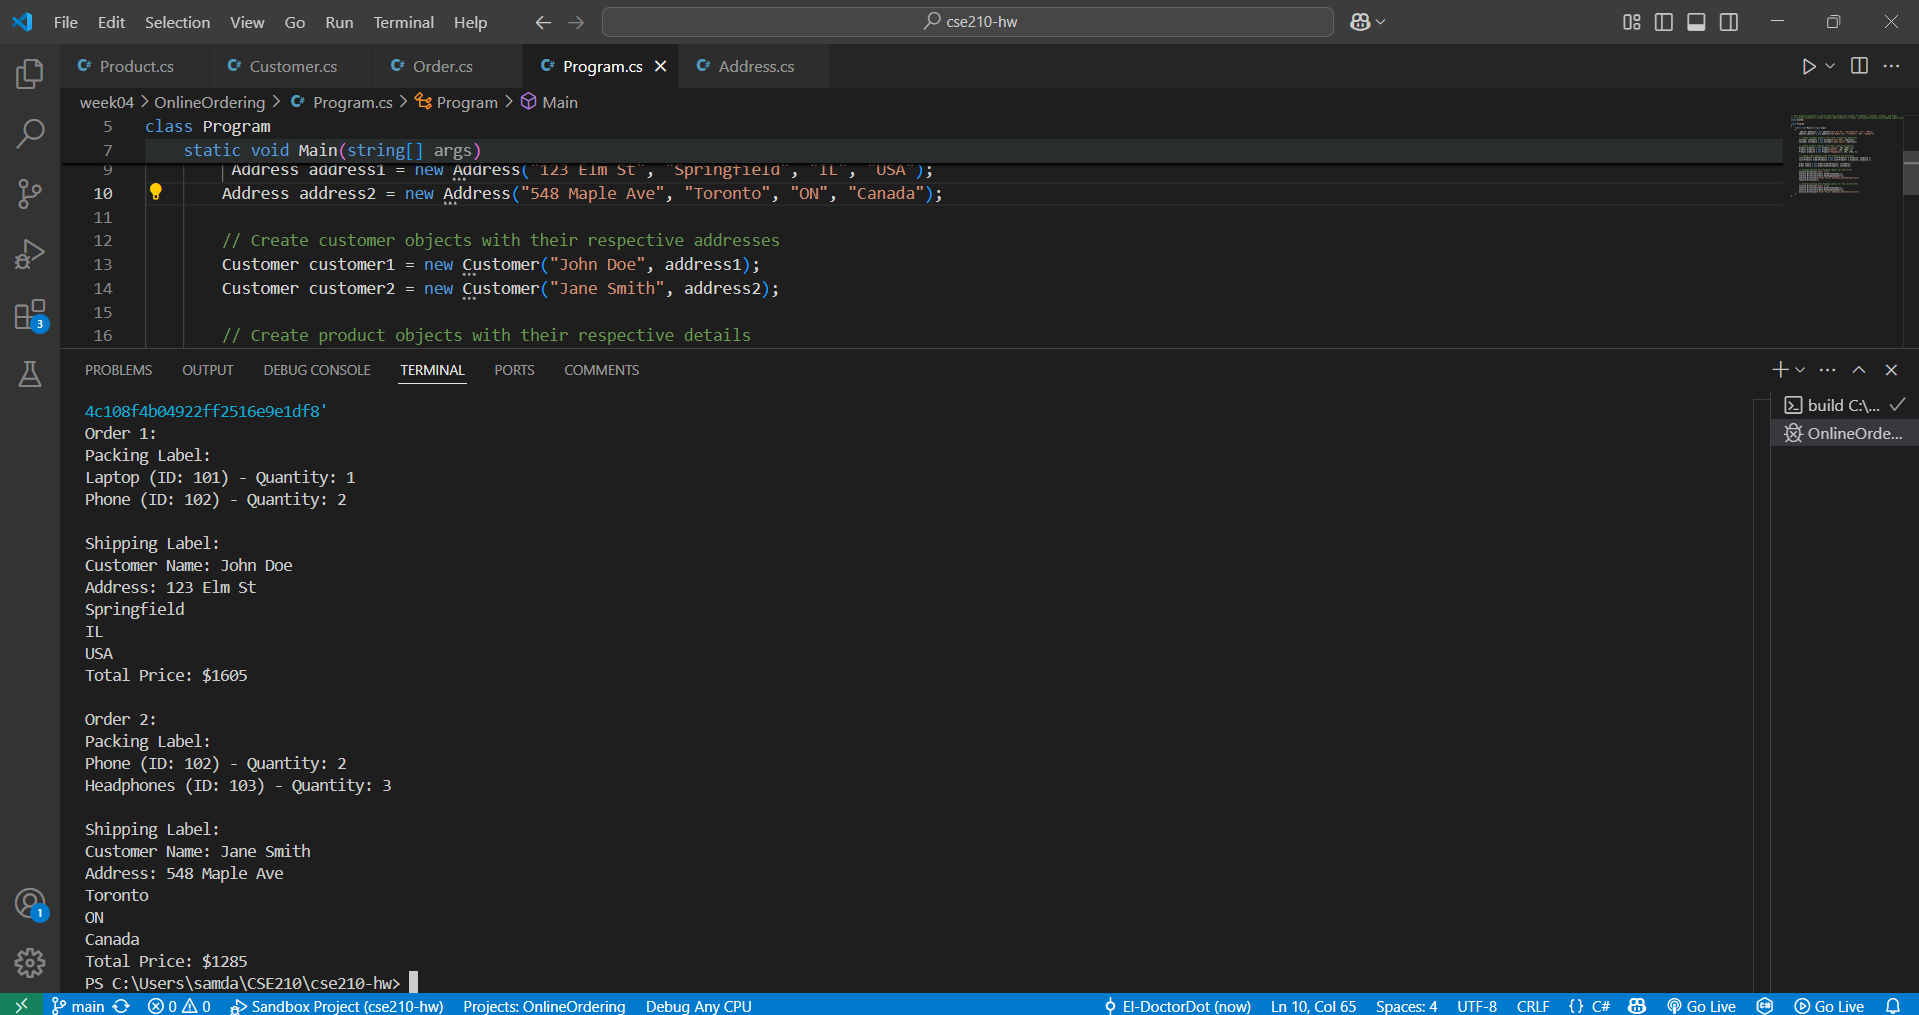 File Edit Selection View Go Run Terminal Help cse210-hw
Product.cs Customer.cs Order.cs Program.cs Address.cs
week04 > OnlineOrdering > Program.cs > Program > Main
5 class Program
7 static void Main(string[] args)
9 Address address1 = new Address("123 Elm St", "Springfield", "IL", "USA");
10 Address address2 = new Address("548 Maple Ave", "Toronto", "ON", "Canada");
11
12 // Create customer objects with their respective addresses
13 Customer customer1 = new Customer("John Doe", address1);
14 Customer customer2 = new Customer("Jane Smith", address2);
15
16 // Create product objects with their respective details
3
PROBLEMS OUTPUT DEBUG CONSOLE TERMINAL PORTS COMMENTS
4c108f4b04922ff2516e9e1df8'
build C:\...
OnlineOrde...
Order 1:
Packing Label:
Laptop (ID: 101) - Quantity: 1
Phone (ID: 102) - Quantity: 2
Shipping Label:
Customer Name: John Doe
Address: 123 Elm St
Springfield
IL
USA
Total Price: $1605
Order 2:
Packing Label:
Phone (ID: 102) - Quantity: 2
Headphones (ID: 103) - Quantity: 3
Shipping Label:
Customer Name: Jane Smith
Address: 548 Maple Ave
Toronto
ON
Canada
Total Price: $1285
PS C:\Users\samda\CSE210\cse210-hw>
1
main 0 0 Sandbox Project (cse210-hw) Projects: OnlineOrdering Debug Any CPU EI-DoctorDot (now) Ln 10, Col 65 Spaces: 4 UTF-8 CRLF {} C# Go Live Go Live